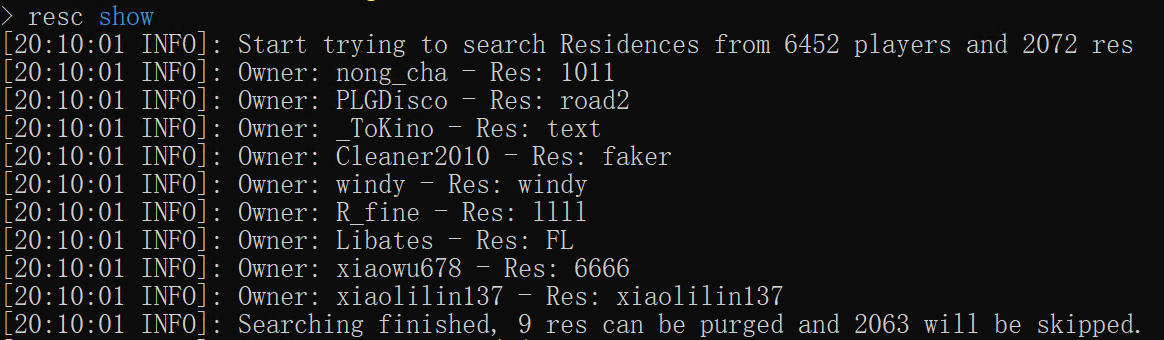 > resc show
[20:10:01 INFO]: Start trying to search Residences from 6452 players and 2072 res
[20:10:01 INFO]: Owner: nong_cha - Res: 1011
[20:10:01 INFO]: Owner: PLGDisco - Res: road2
[20:10:01 INFO]: Owner: _ToKino - Res: text
[20:10:01 INFO]: Owner: Cleaner2010 - Res: faker
[20:10:01 INFO]: Owner: windy - Res: windy
[20:10:01 INFO]: Owner: R_fine - Res: llll
[20:10:01 INFO]: Owner: Libates - Res: FL
[20:10:01 INFO]: Owner: xiaowu678 - Res: 6666
[20:10:01 INFO]: Owner: xiaolilin137 - Res: xiaolilin137
[20:10:01 INFO]: Searching finished, 9 res can be purged and 2063 will be skipped.